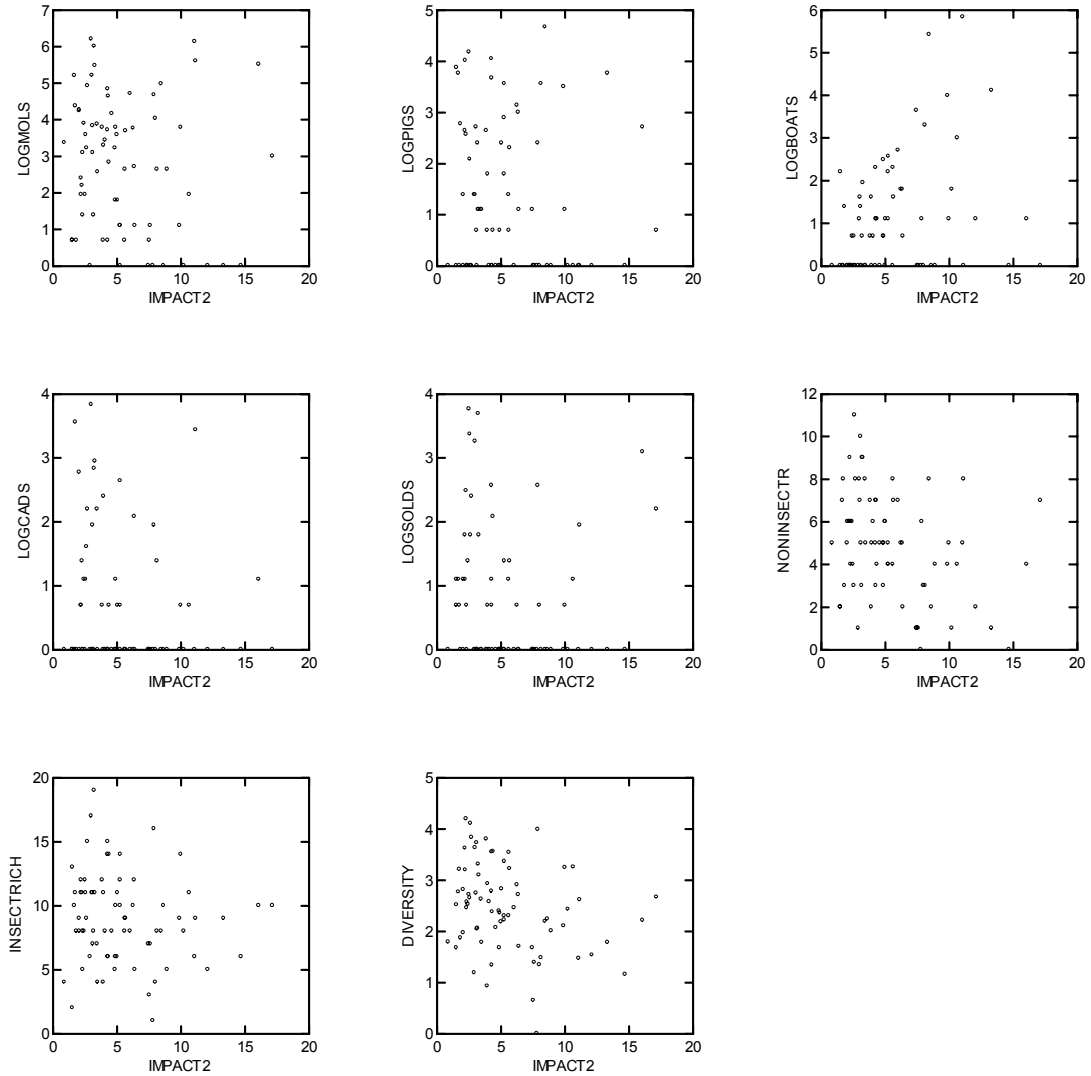 7 5 6
6 4 5
5 3 4
4 2 3
3 1 2
2 0 1
1 0
0
LOGMOLS LOGPIGS LOGBOATS
0 5 10 15 20 0 5 10 15 20 0 5 10 15 20
IMPACT2 IMPACT2 IMPACT2
4 4 12
3 3 10
2 2 8
1 1 6
0 0 4
2
0
LOGCADS LOGSOLDS NONINSECTR
0 5 10 15 20 0 5 10 15 20 0 5 10 15 20
IMPACT2 IMPACT2 IMPACT2
20 5
15 4
10 3
5 2
0 1
0
INSECTRICH DIVERSITY
0 5 10 15 20 0 5 10 15 20
IMPACT2 IMPACT2